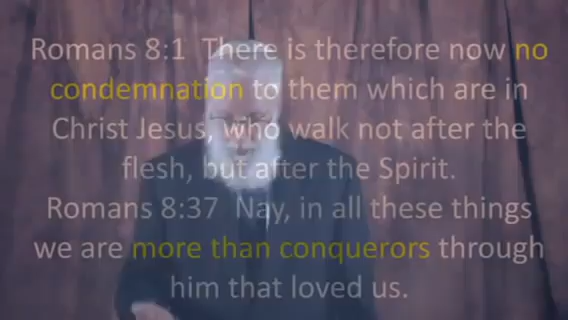 Romans 8:1  There is therefore now no
condemnation to them which are in
Christ Jesus, who walk not after the
flesh, but after the Spirit.
Romans 8:37  Nay, in all these things
we are more than conquerors through
him that loved us.